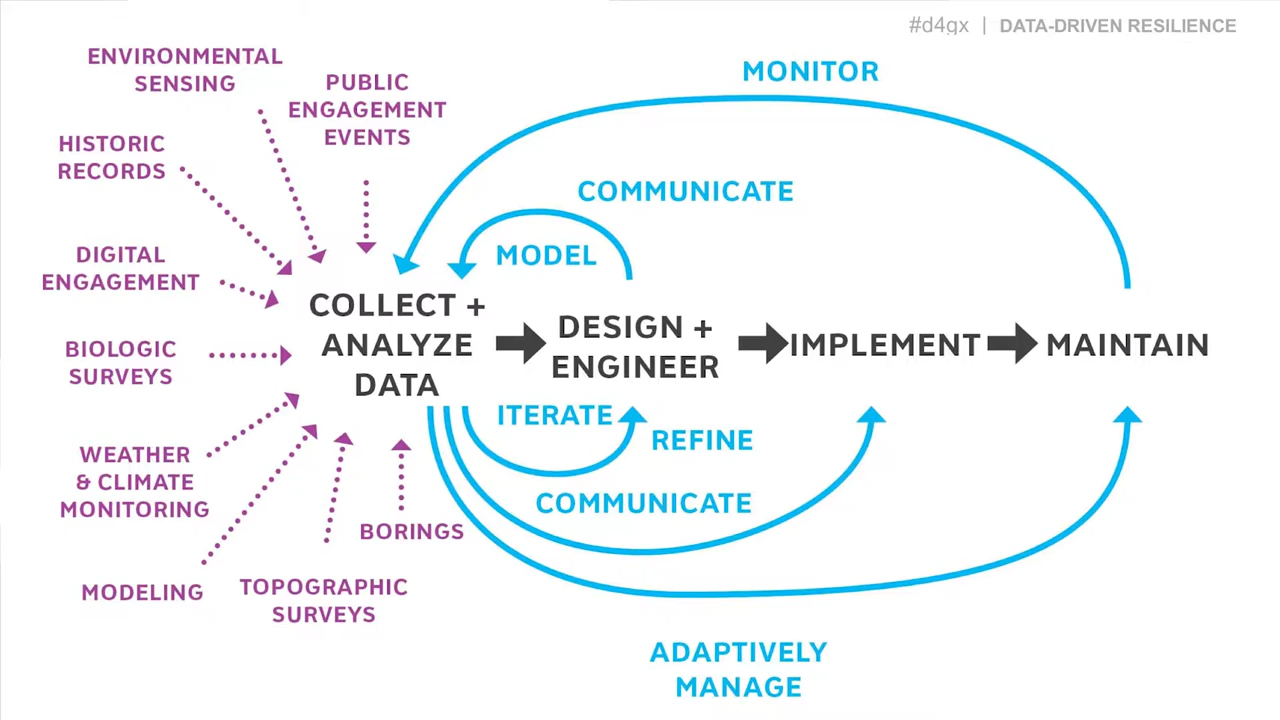 #d4gx | DATA-DRIVEN RESILIENCE
ENVIRONMENTAL
SENSING
PUBLIC
ENGAGEMENT
EVENTS
HISTORIC
RECORDS
DIGITAL
ENGAGEMENT
BIOLOGIC
SURVEYS
WEATHER
& CLIMATE
MONITORING
MODELING
TOPOGRAPHIC
SURVEYS
BORINGS
MONITOR
COMMUNICATE
MODEL
COLLECT +
ANALYZE
DATA
DESIGN +
ENGINEER
IMPLEMENT
MAINTAIN
ITERATE
REFINE
COMMUNICATE
ADAPTIVELY
MANAGE